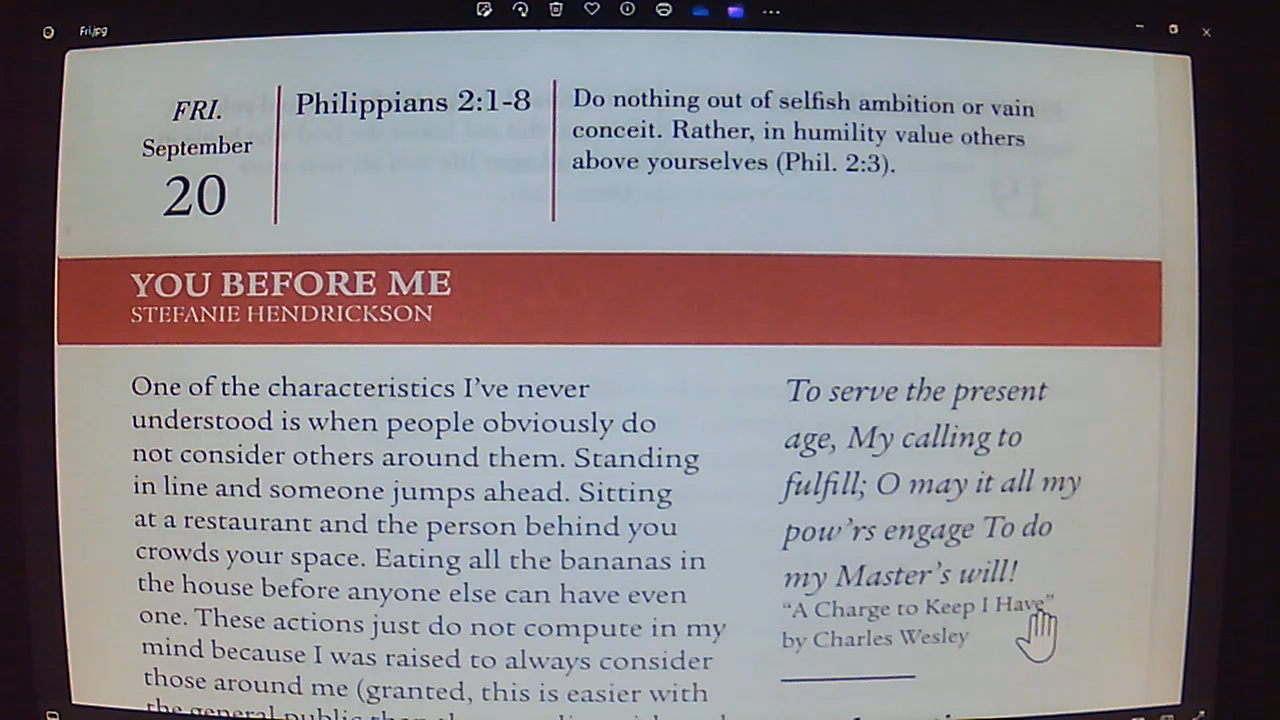 Fri.jpg
FRI.
September
20
Philippians 2:1-8
Do nothing out of selfish ambition or vain
conceit. Rather, in humility value others
above yourselves (Phil. 2:3).
YOU BEFORE ME
STEFANIE HENDRICKSON
One of the characteristics I've never
understood is when people obviously do
not consider others around them. Standing
in line and someone jumps ahead. Sitting
at a restaurant and the person behind you
crowds your space. Eating all the bananas in
the house before anyone else can have even
one. These actions just do not compute in my
mind because I was raised to always consider
those around me (granted, this is easier with
the general public
To serve the present
age, My calling to
fulfill; O may it all my
pow'rs engage To do
my Master's will!
"A Charge to Keep I Have"
by Charles Wesley